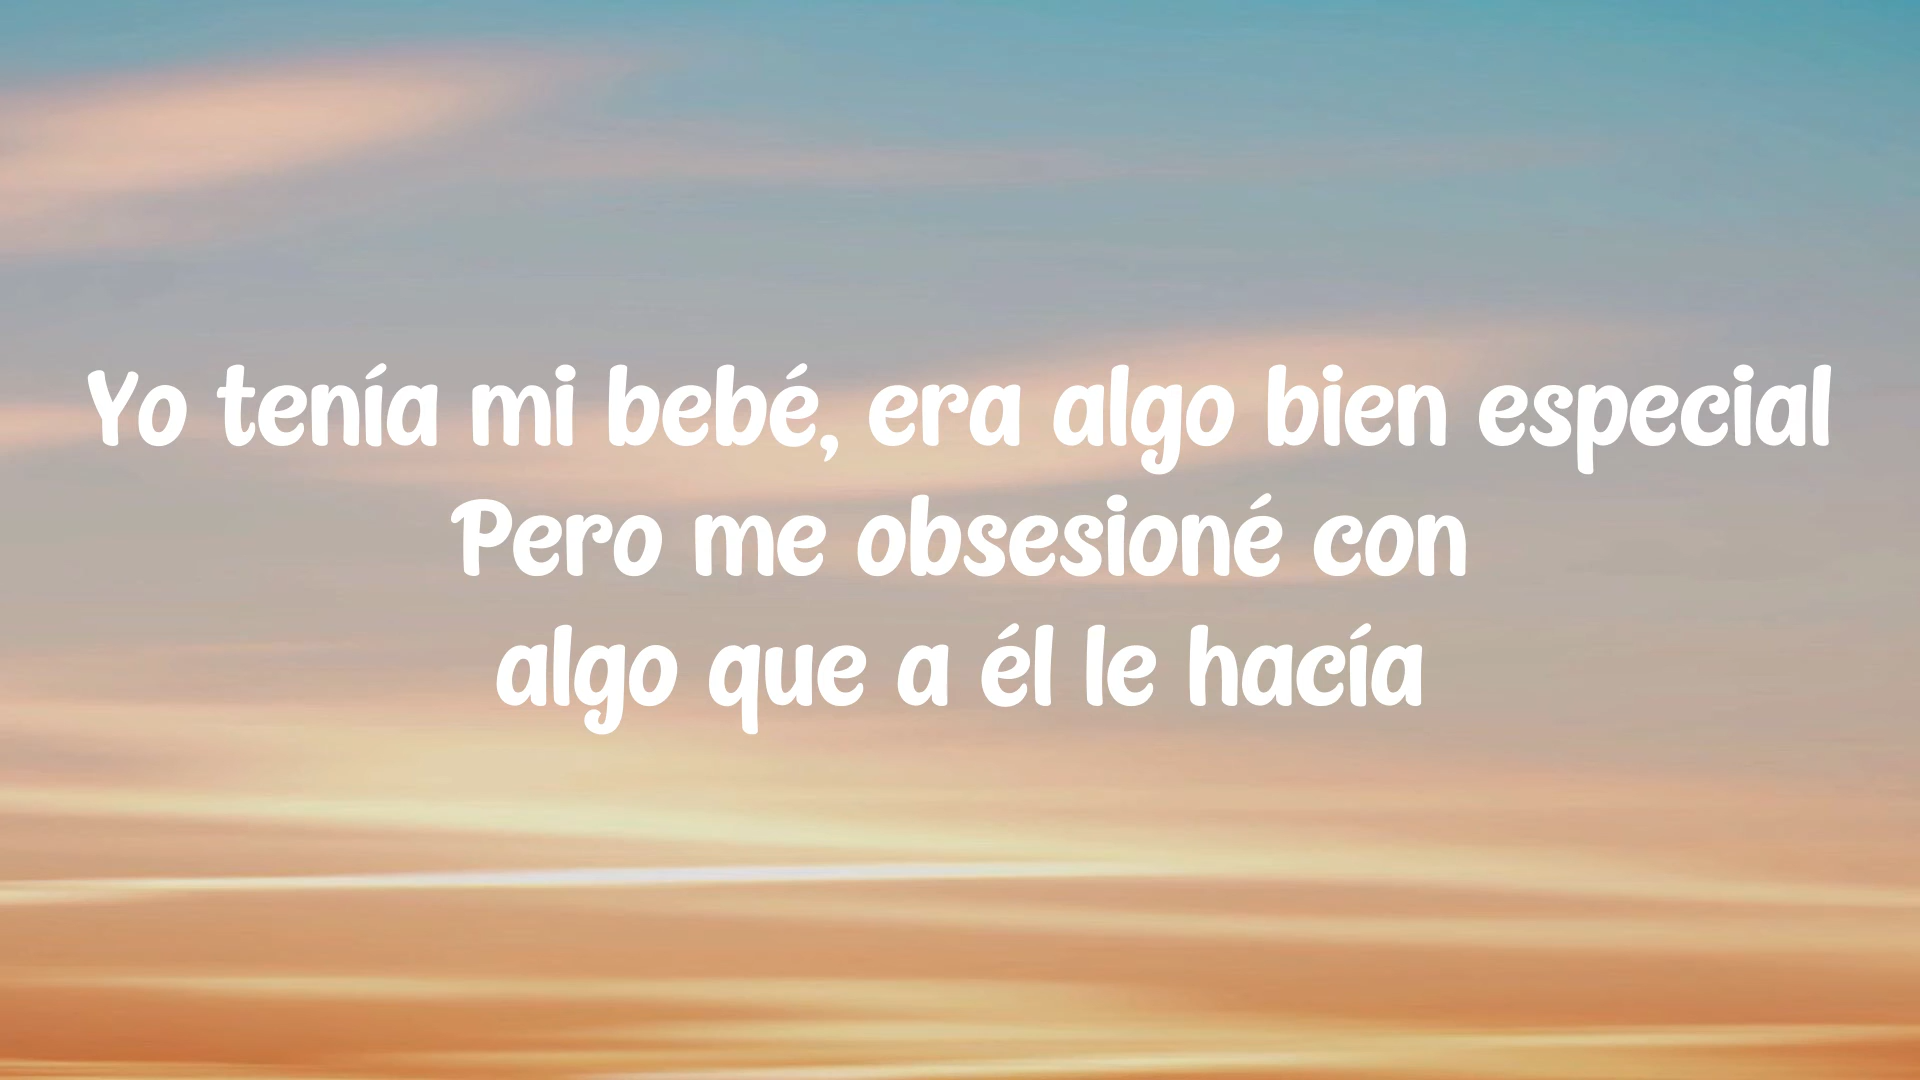 Yo tenía mi bebé, era algo bien especial
Pero me obsesioné con
algo que a él le hacía